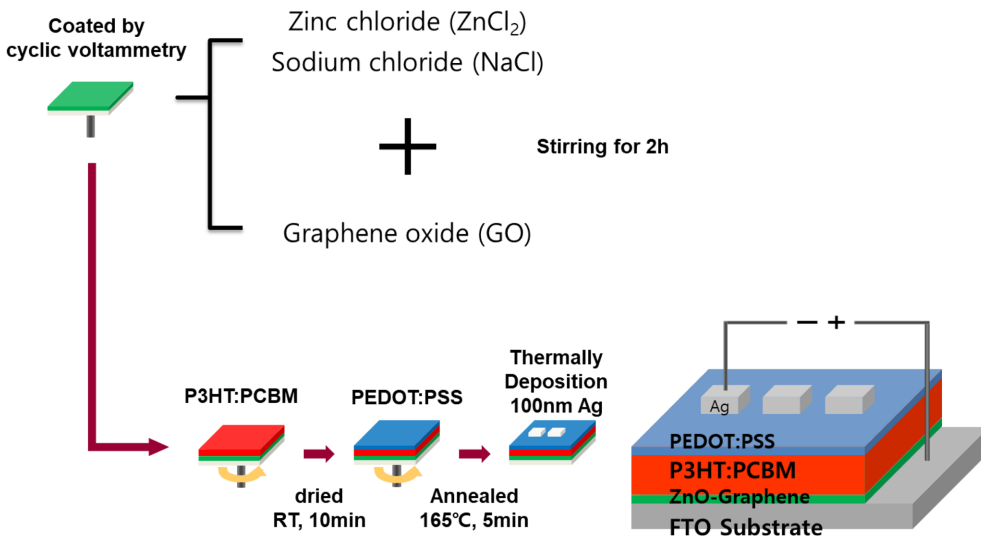 Coated by
cyclic voltammetry
Zinc chloride (ZnCl₂)
Sodium chloride (NaCl)
Stirring for 2h
Graphene oxide (GO)
P3HT:PCBM
PEDOT:PSS
Thermally
Deposition
100nm Ag
dried
RT, 10min
Annealed
165℃, 5min
Ag
PEDOT:PSS
P3HT:PCBM
ZnO-Graphene
FTO Substrate